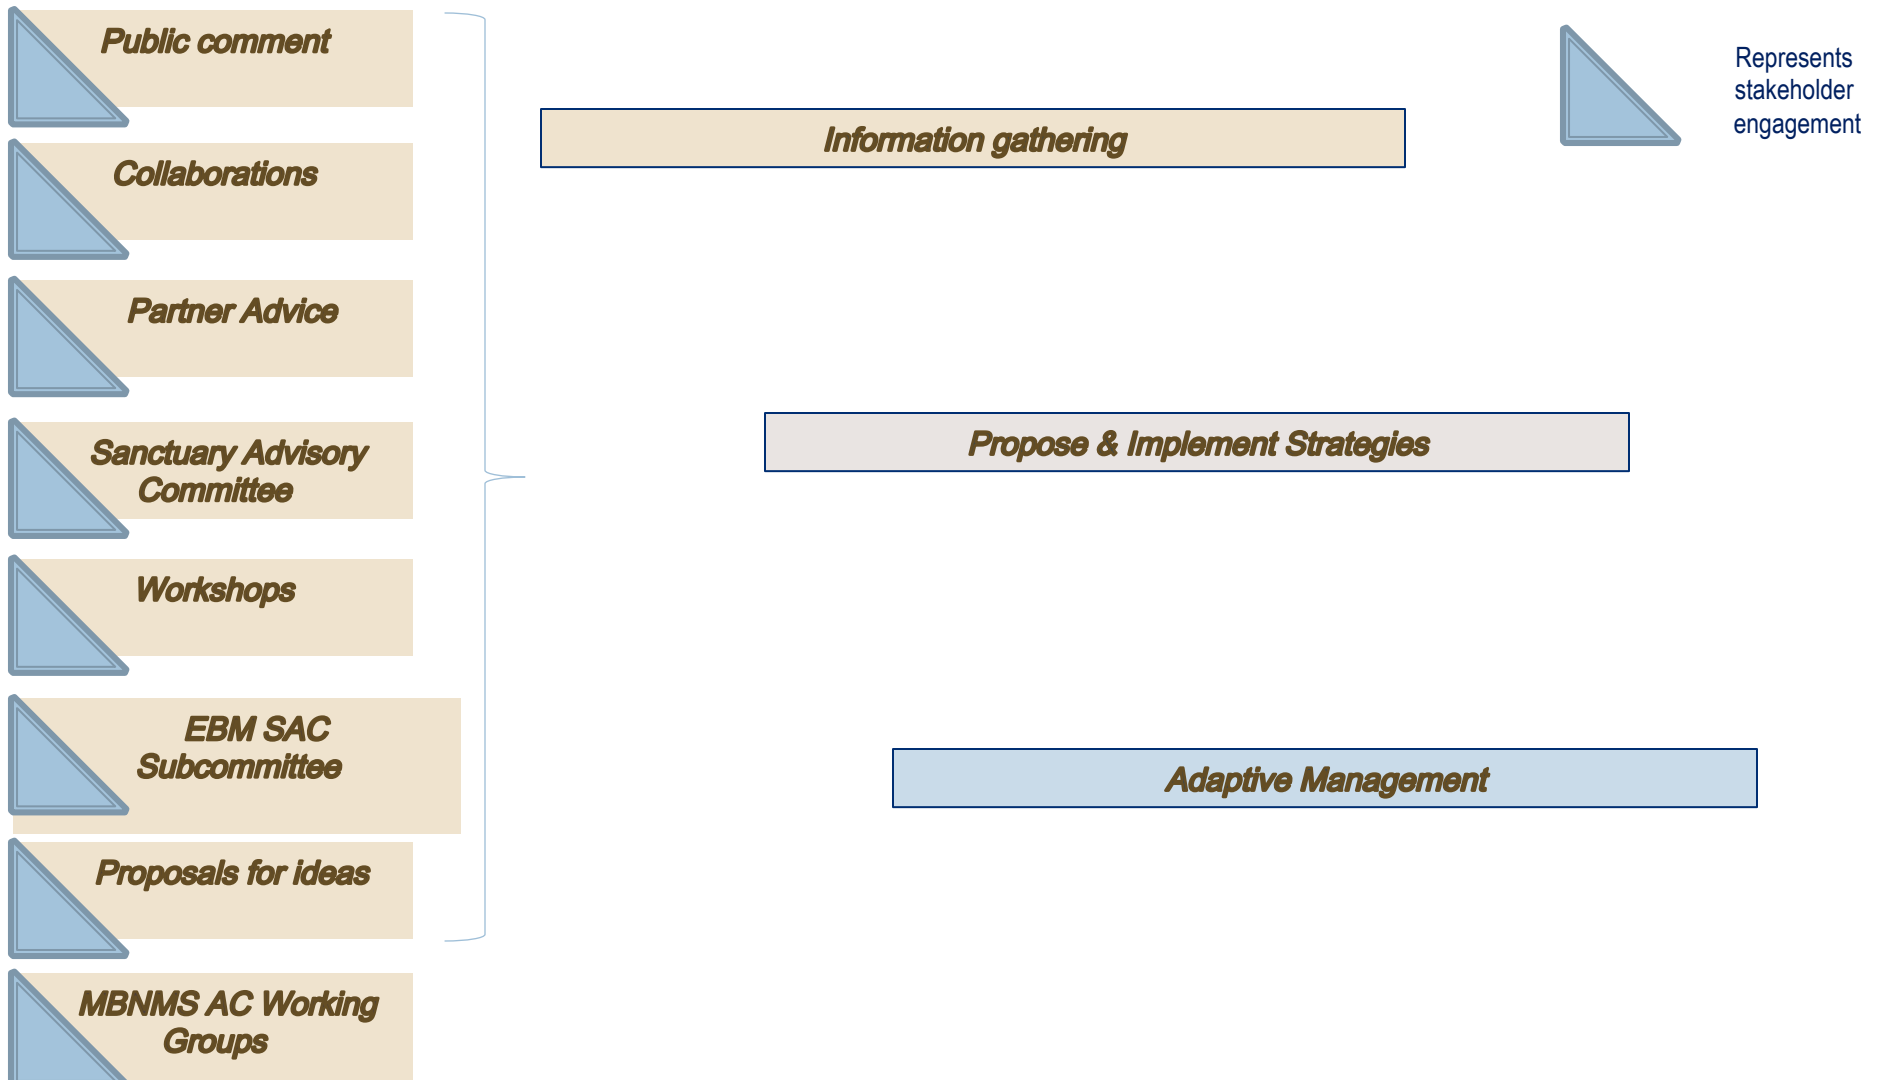 Public comment
Collaborations
Partner Advice
Sanctuary Advisory
Committee
Workshops
EBM SAC
Subcommittee
Proposals for ideas
MBNMS AC Working
Groups
Information gathering
Propose & Implement Strategies
Adaptive Management
Represents
stakeholder
engagement